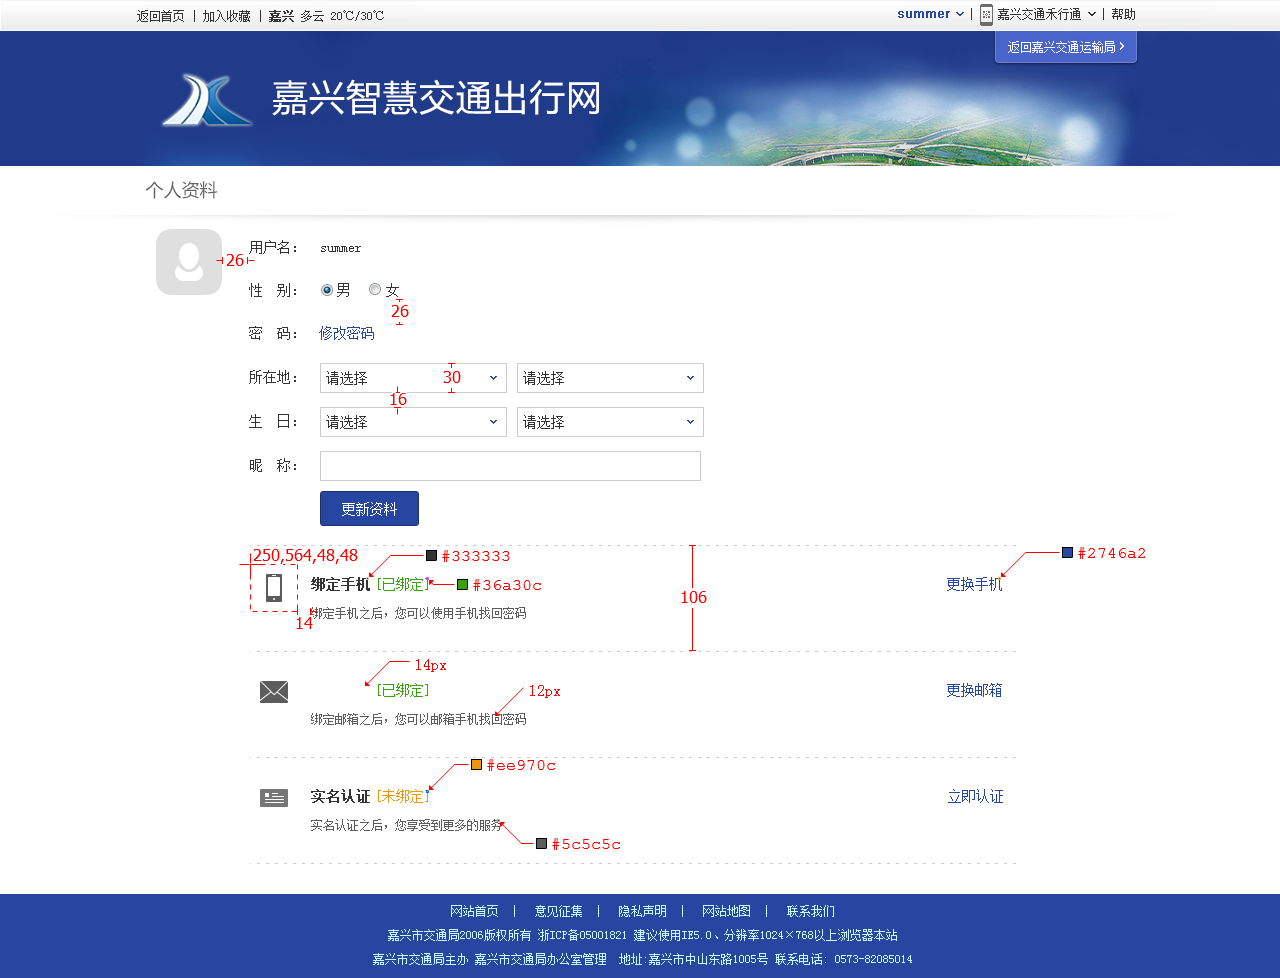 返回首页 | 加入收藏 | 嘉兴 多云 20℃/30℃
summer | 嘉兴交通禾行通 | 帮助
返回嘉兴交通运输局
嘉兴智慧交通出行网
个人资料
用户名： summer
26
性 别： 男 女
26
密 码： 修改密码
所在地： 请选择 30 请选择
16
生 日： 请选择 请选择
昵 称：
更新资料
250,564,48,48 #333333 #2746a2
绑定手机 [已绑定] #36a30c 更换手机
106
绑定手机之后，您可以使用手机找回密码
14
14px
[已绑定] 12px 更换邮箱
绑定邮箱之后，您可以邮箱手机找回密码
#ee970c
实名认证 [未绑定] 立即认证
实名认证之后，您享受到更多的服务
#5c5c5c
网站首页 | 意见征集 | 隐私声明 | 网站地图 | 联系我们
嘉兴市交通局2006版权所有 浙ICP备05001821 建议使用IE5.0、分辨率1024×768以上浏览器本站
嘉兴市交通局主办 嘉兴市交通局办公室管理 地址:嘉兴市中山东路1005号 联系电话: 0573-82085014